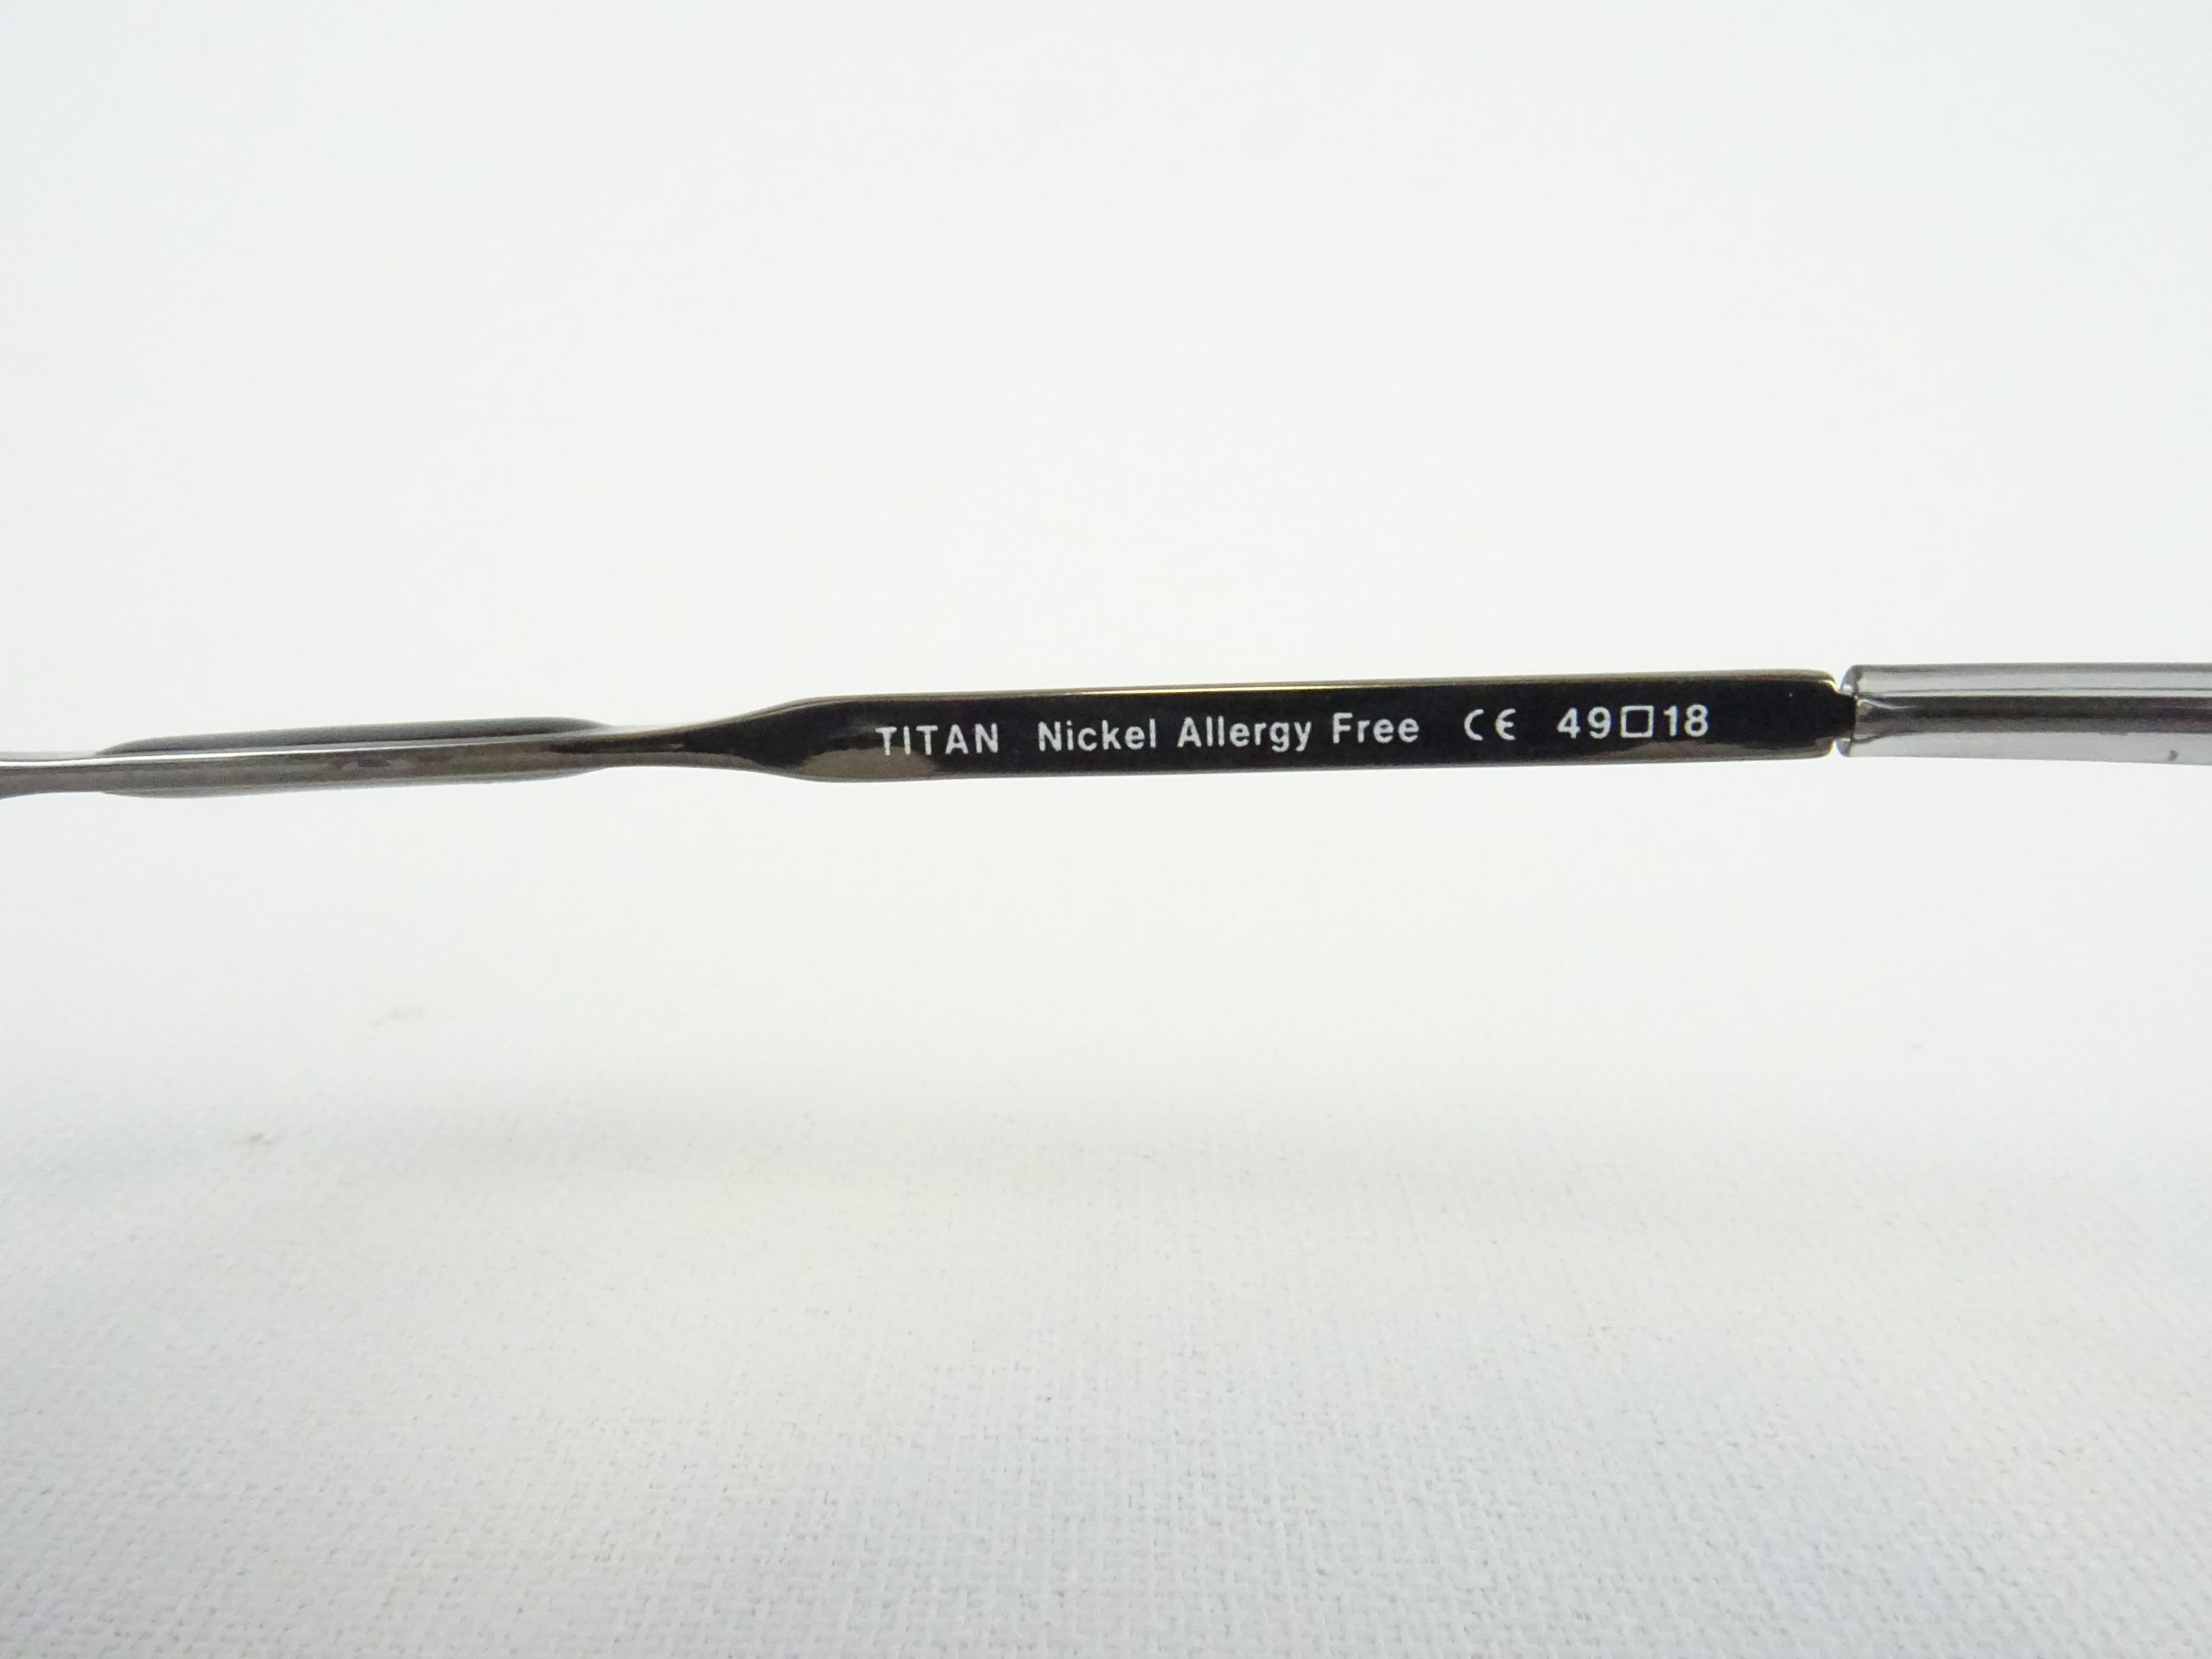 TITAN Nickel Allergy Free CE 49□18